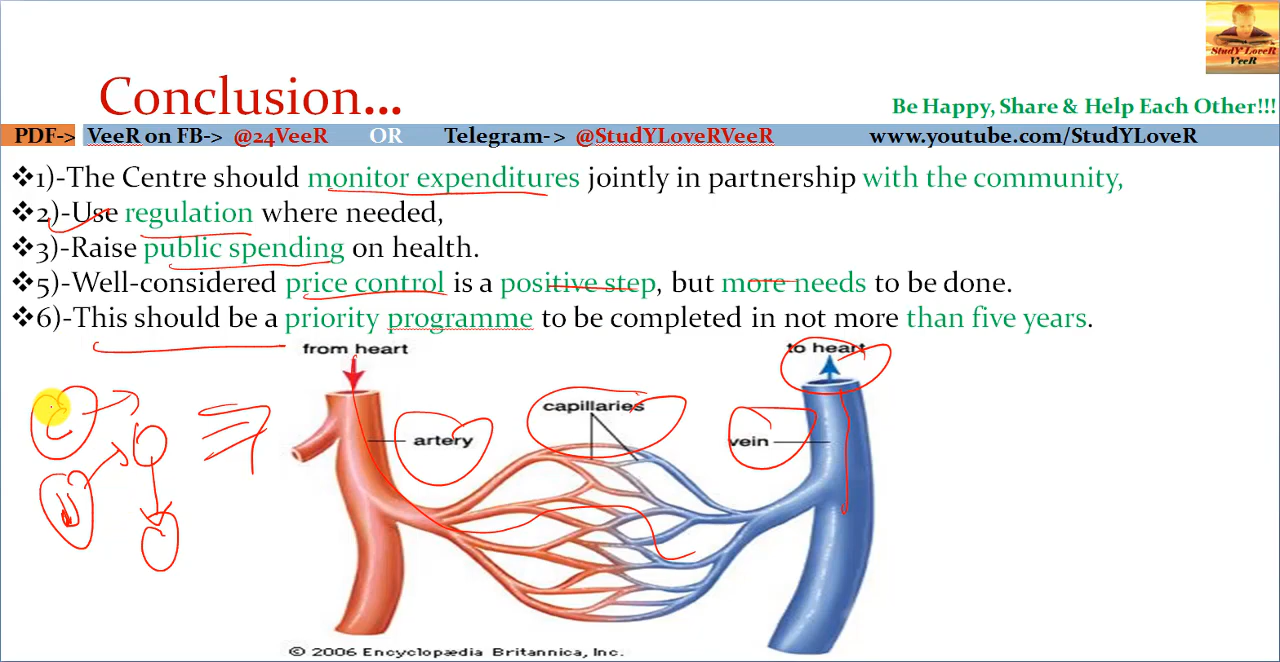 StudY LoveR
VeeR
Conclusion...
Be Happy, Share & Help Each Other!!!
PDF-> VeeR on FB-> @24VeeR OR Telegram- > @StudYLoveRVeeR www.youtube.com/StudYLoveR
❖1)-The Centre should monitor expenditures jointly in partnership with the community,
❖2)-Use regulation where needed,
❖3)-Raise public spending on health.
❖5)-Well-considered price control is a positive step, but more needs to be done.
❖6)-This should be a priority programme to be completed in not more than five years.
from heart
to heart
capillaries
artery
vein
© 2006 Encyclopædia Britannica, Inc.